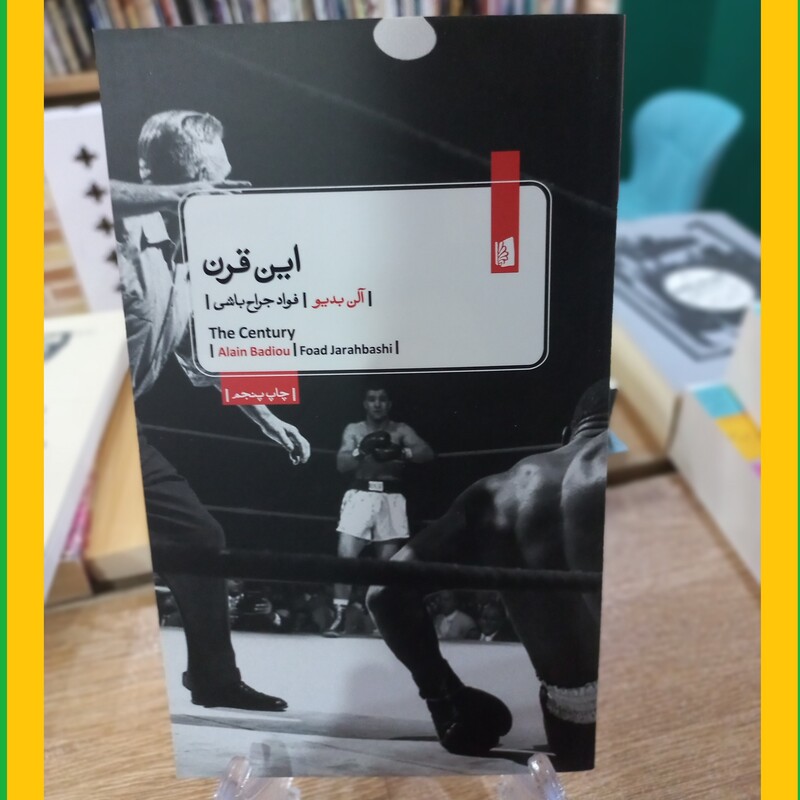 این قرن
| آلن بدیو | فواد جراح‌باشی |
The Century
| Alain Badiou | Foad Jarahbashi |
| چاپ پنجم |